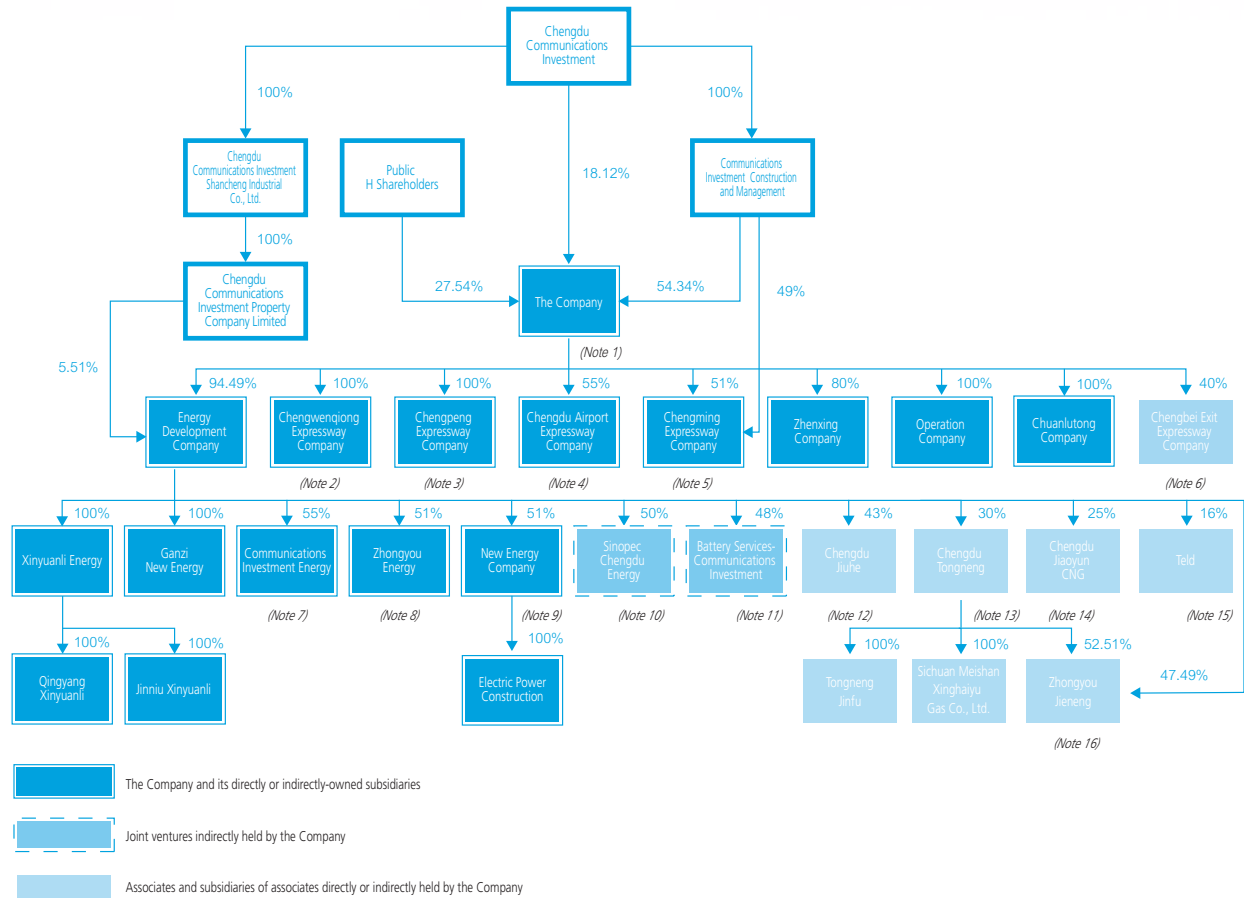 Chengdu
Communications
Investment
100%
100%
18.12%
Chengdu
Communications Investment
Shancheng Industrial
Co., Ltd.
Public
H Shareholders
Communications
Investment Construction
and Management
100%
Chengdu
Communications
Investment Property
Company Limited
27.54%
The Company
54.34%
49%
(Note 1)
5.51%
94.49%
100%
100%
55%
51%
80%
100%
100%
40%
Energy
Development
Company
Chengwenqiong
Expressway
Company
Chengpeng
Expressway
Company
Chengdu Airport
Expressway
Company
Chengming
Expressway
Company
Zhenxing
Company
Operation
Company
Chuanlutong
Company
Chengbei Exit
Expressway
Company
(Note 2)
(Note 3)
(Note 4)
(Note 5)
(Note 6)
100%
100%
55%
51%
51%
50%
48%
43%
30%
25%
16%
Xinyuanli Energy
Ganzi
New Energy
Communications
Investment Energy
Zhongyou
Energy
New Energy
Company
Sinopec
Chengdu
Energy
Battery Services-
Communications
Investment
Chengdu
Jiuhe
Chengdu
Tongneng
Chengdu
Jiaoyun
CNG
Teld
(Note 7)
(Note 8)
(Note 9)
(Note 10)
(Note 11)
(Note 12)
(Note 13)
(Note 14)
(Note 15)
100%
100%
100%
100%
100%
52.51%
Qingyang
Xinyuanli
Jinniu Xinyuanli
Electric Power
Construction
Tongneng
Jinfu
Sichuan Meishan
Xinghaiyu
Gas Co., Ltd.
Zhongyou
Jieneng
47.49%
(Note 16)
The Company and its directly or indirectly-owned subsidiaries
Joint ventures indirectly held by the Company
Associates and subsidiaries of associates directly or indirectly held by the Company